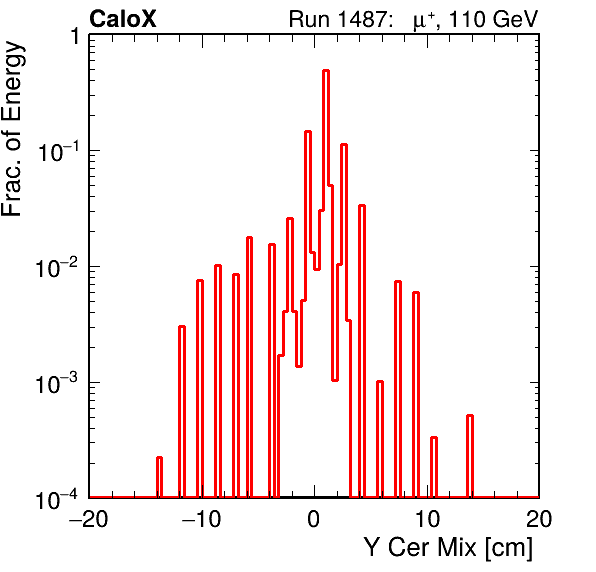 CaloX Run 1487: μ⁺, 110 GeV
Frac. of Energy
1
10⁻¹
10⁻²
10⁻³
10⁻⁴
−20 −10 0 10 20
Y Cer Mix [cm]